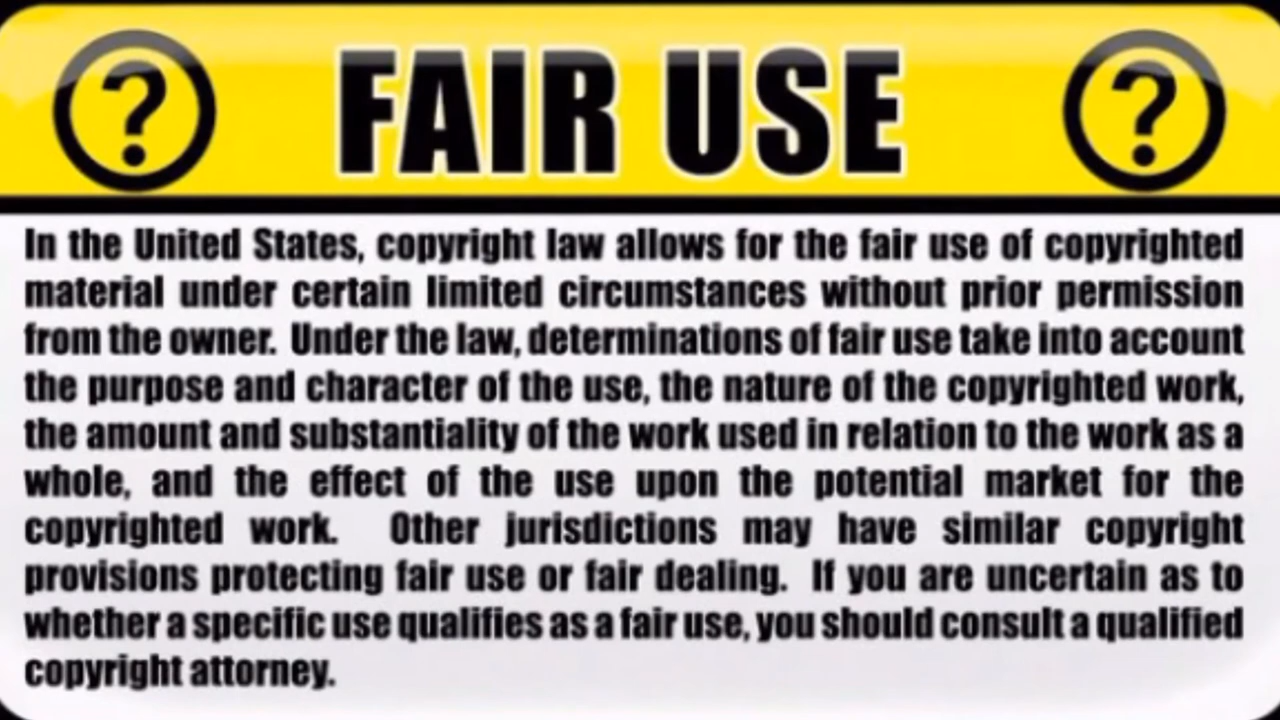 ? FAIR USE ?
In the United States, copyright law allows for the fair use of copyrighted
material under certain limited circumstances without prior permission
from the owner. Under the law, determinations of fair use take into account
the purpose and character of the use, the nature of the copyrighted work,
the amount and substantiality of the work used in relation to the work as a
whole, and the effect of the use upon the potential market for the
copyrighted work. Other jurisdictions may have similar copyright
provisions protecting fair use or fair dealing. If you are uncertain as to
whether a specific use qualifies as a fair use, you should consult a qualified
copyright attorney.